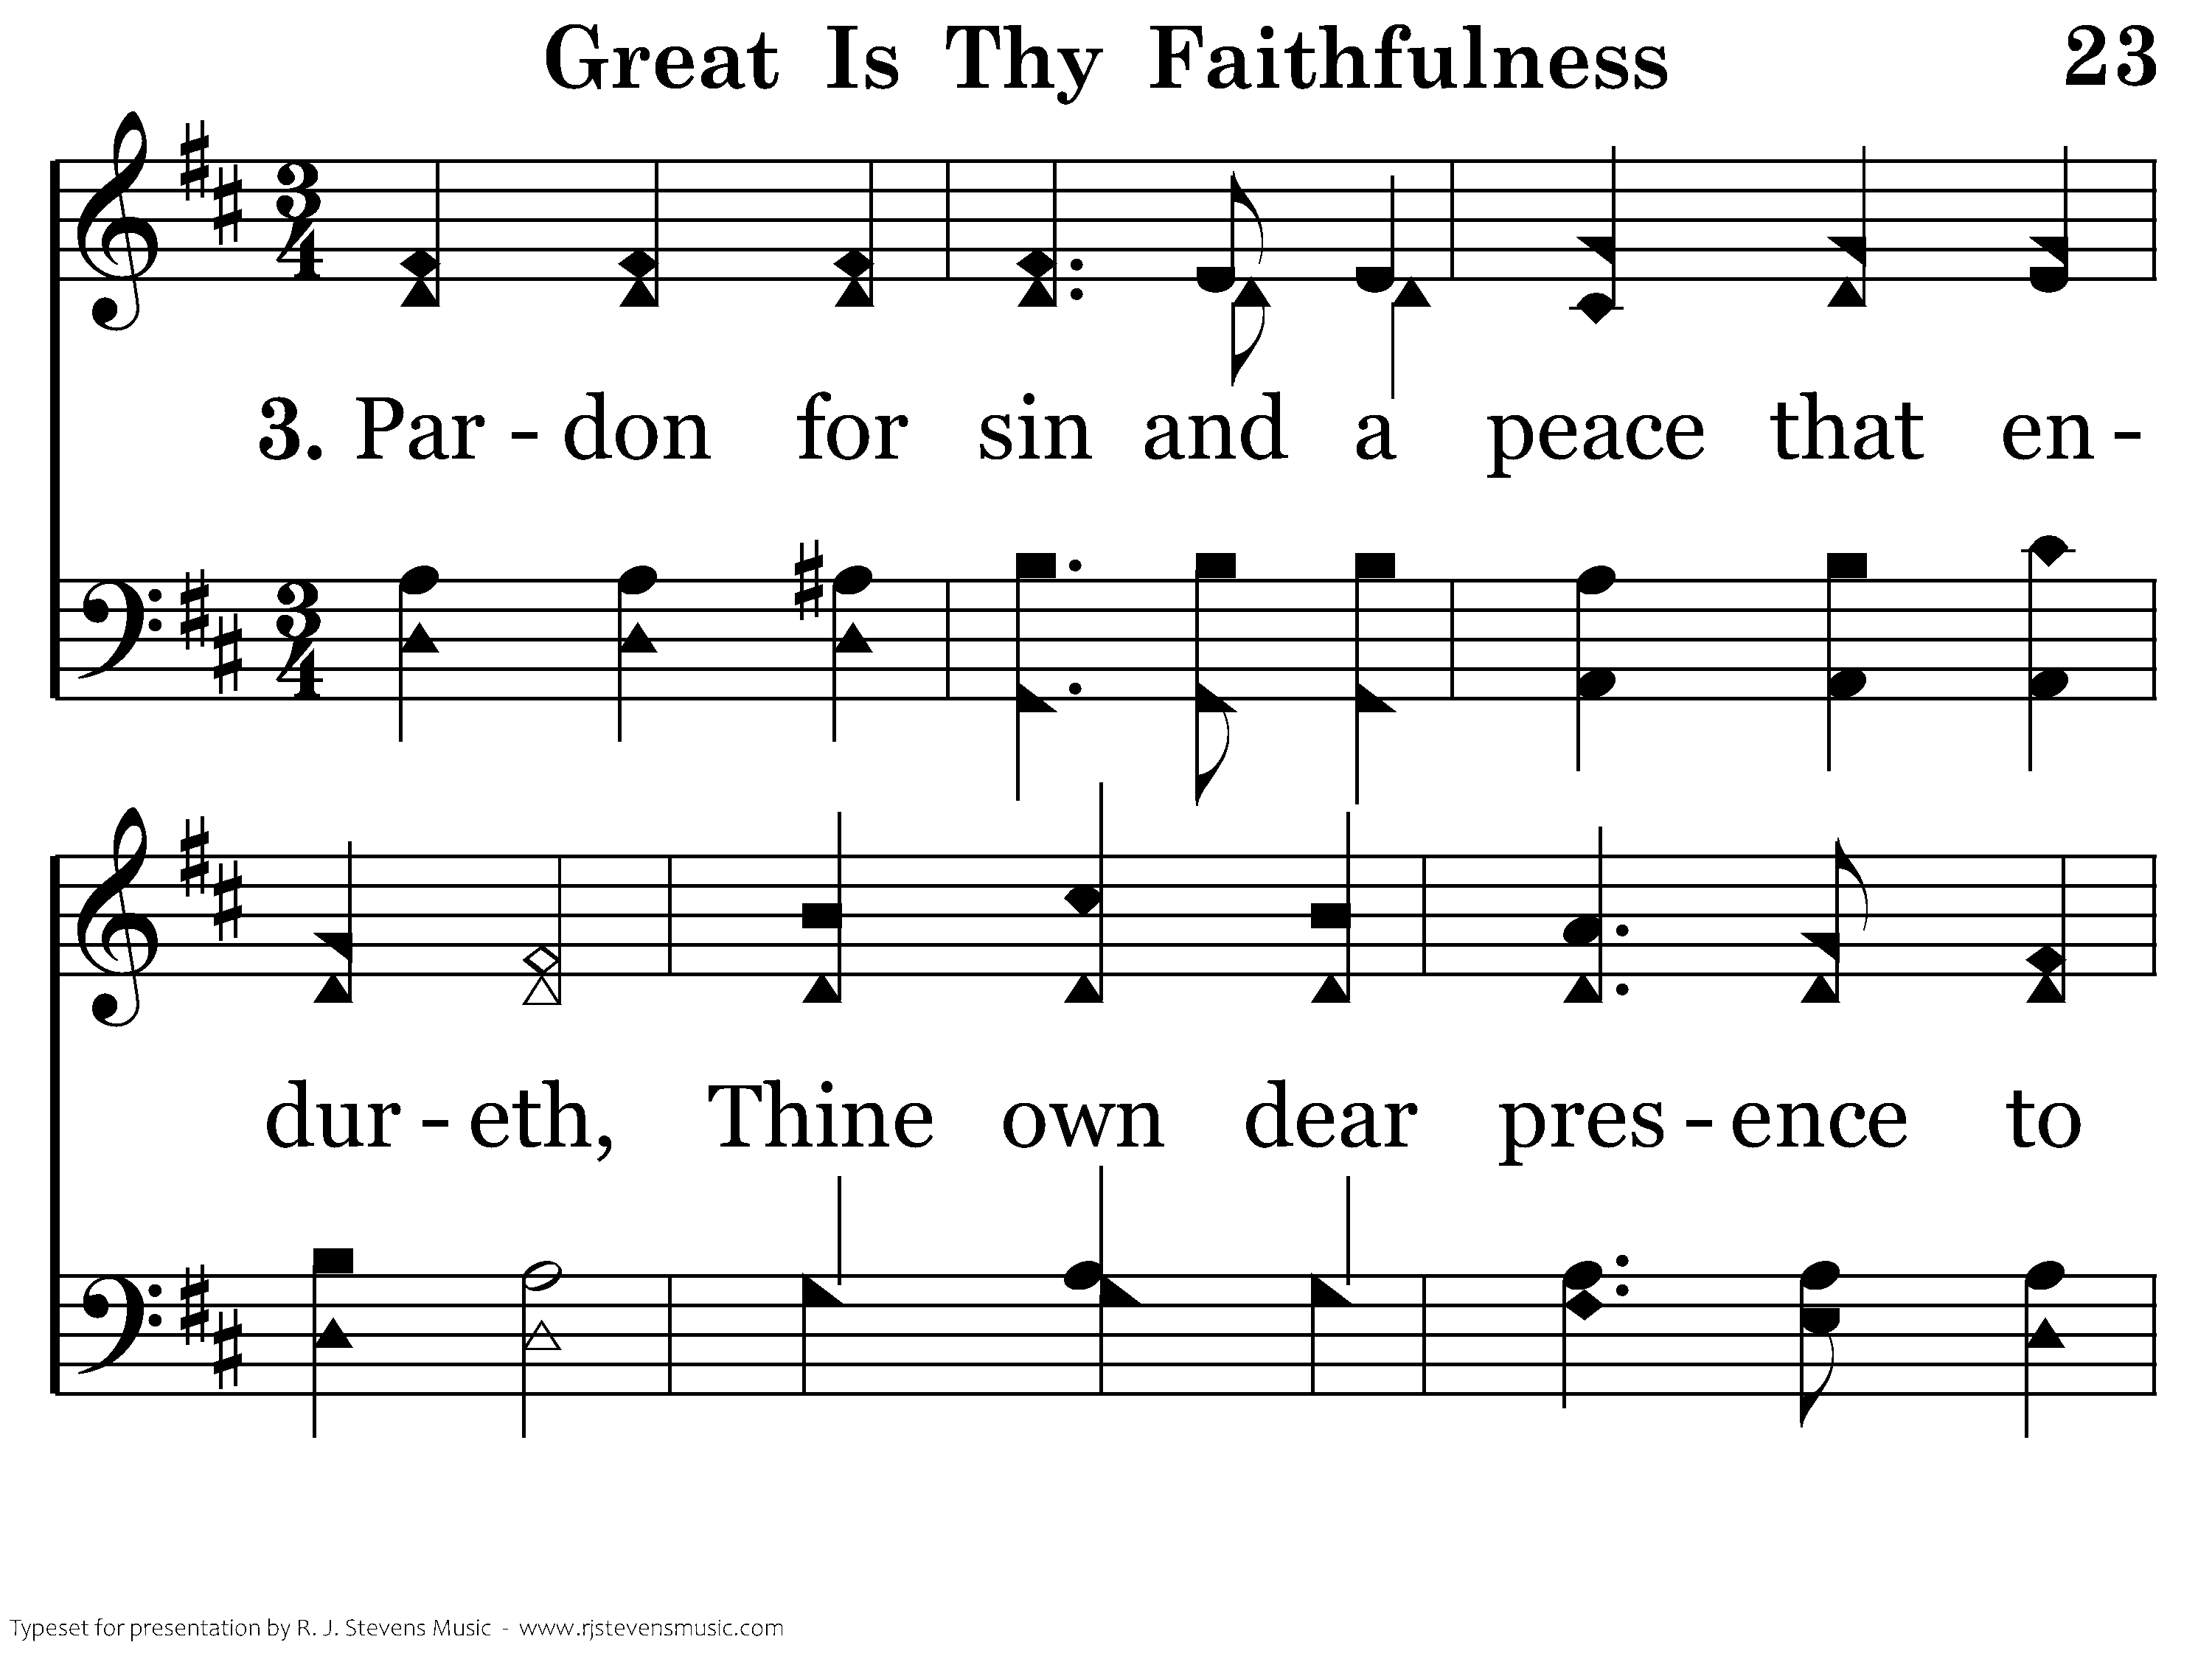 Great Is Thy Faithfulness 23
3. Par - don for sin and a peace that en -
dur - eth, Thine own dear pres - ence to
Typeset for presentation by R. J. Stevens Music - www.rjstevensmusic.com